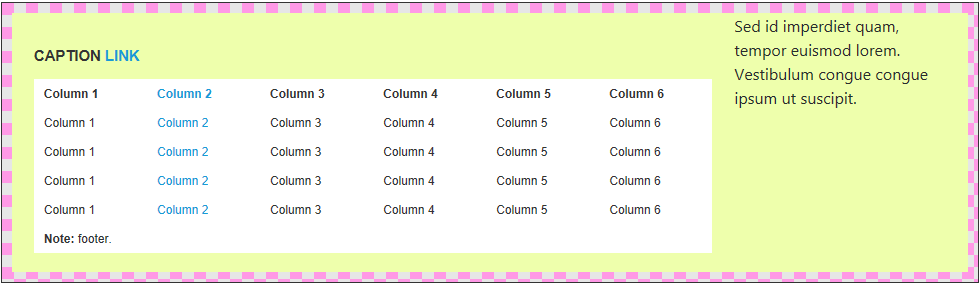 CAPTION LINK
Column 1 Column 2 Column 3 Column 4 Column 5 Column 6
Column 1 Column 2 Column 3 Column 4 Column 5 Column 6
Column 1 Column 2 Column 3 Column 4 Column 5 Column 6
Column 1 Column 2 Column 3 Column 4 Column 5 Column 6
Column 1 Column 2 Column 3 Column 4 Column 5 Column 6
Note: footer.
Sed id imperdiet quam,
tempor euismod lorem.
Vestibulum congue congue
ipsum ut suscipit.